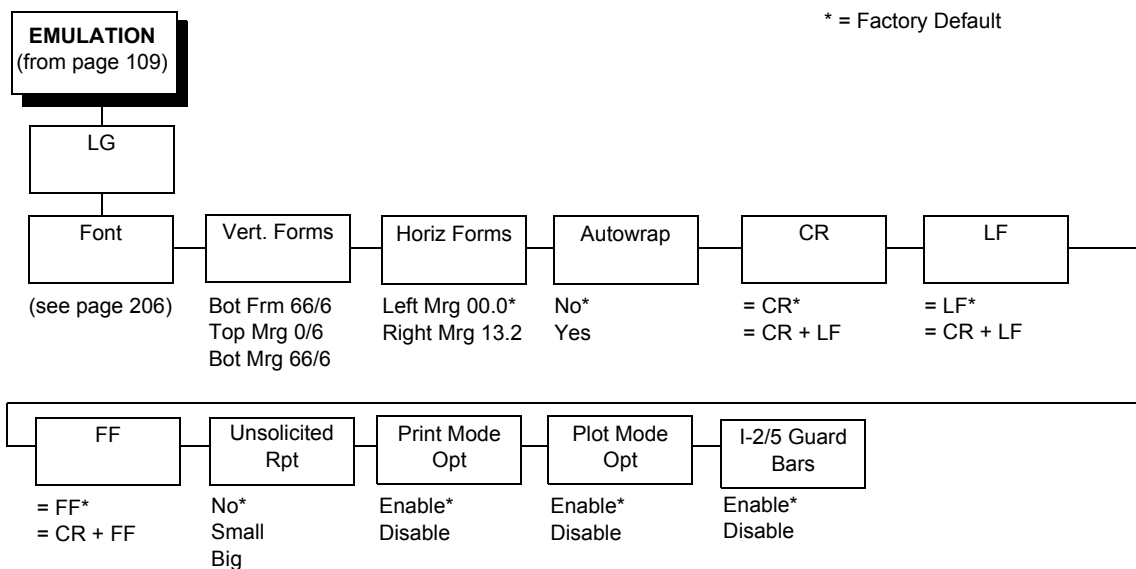 * = Factory Default
EMULATION
(from page 109)
LG
Font
(see page 206)
Vert. Forms
Bot Frm 66/6
Top Mrg 0/6
Bot Mrg 66/6
Horiz Forms
Left Mrg 00.0*
Right Mrg 13.2
Autowrap
No*
Yes
CR
= CR*
= CR + LF
LF
= LF*
= CR + LF
FF
= FF*
= CR + FF
Unsolicited
Rpt
No*
Small
Big
Print Mode
Opt
Enable*
Disable
Plot Mode
Opt
Enable*
Disable
I-2/5 Guard
Bars
Enable*
Disable